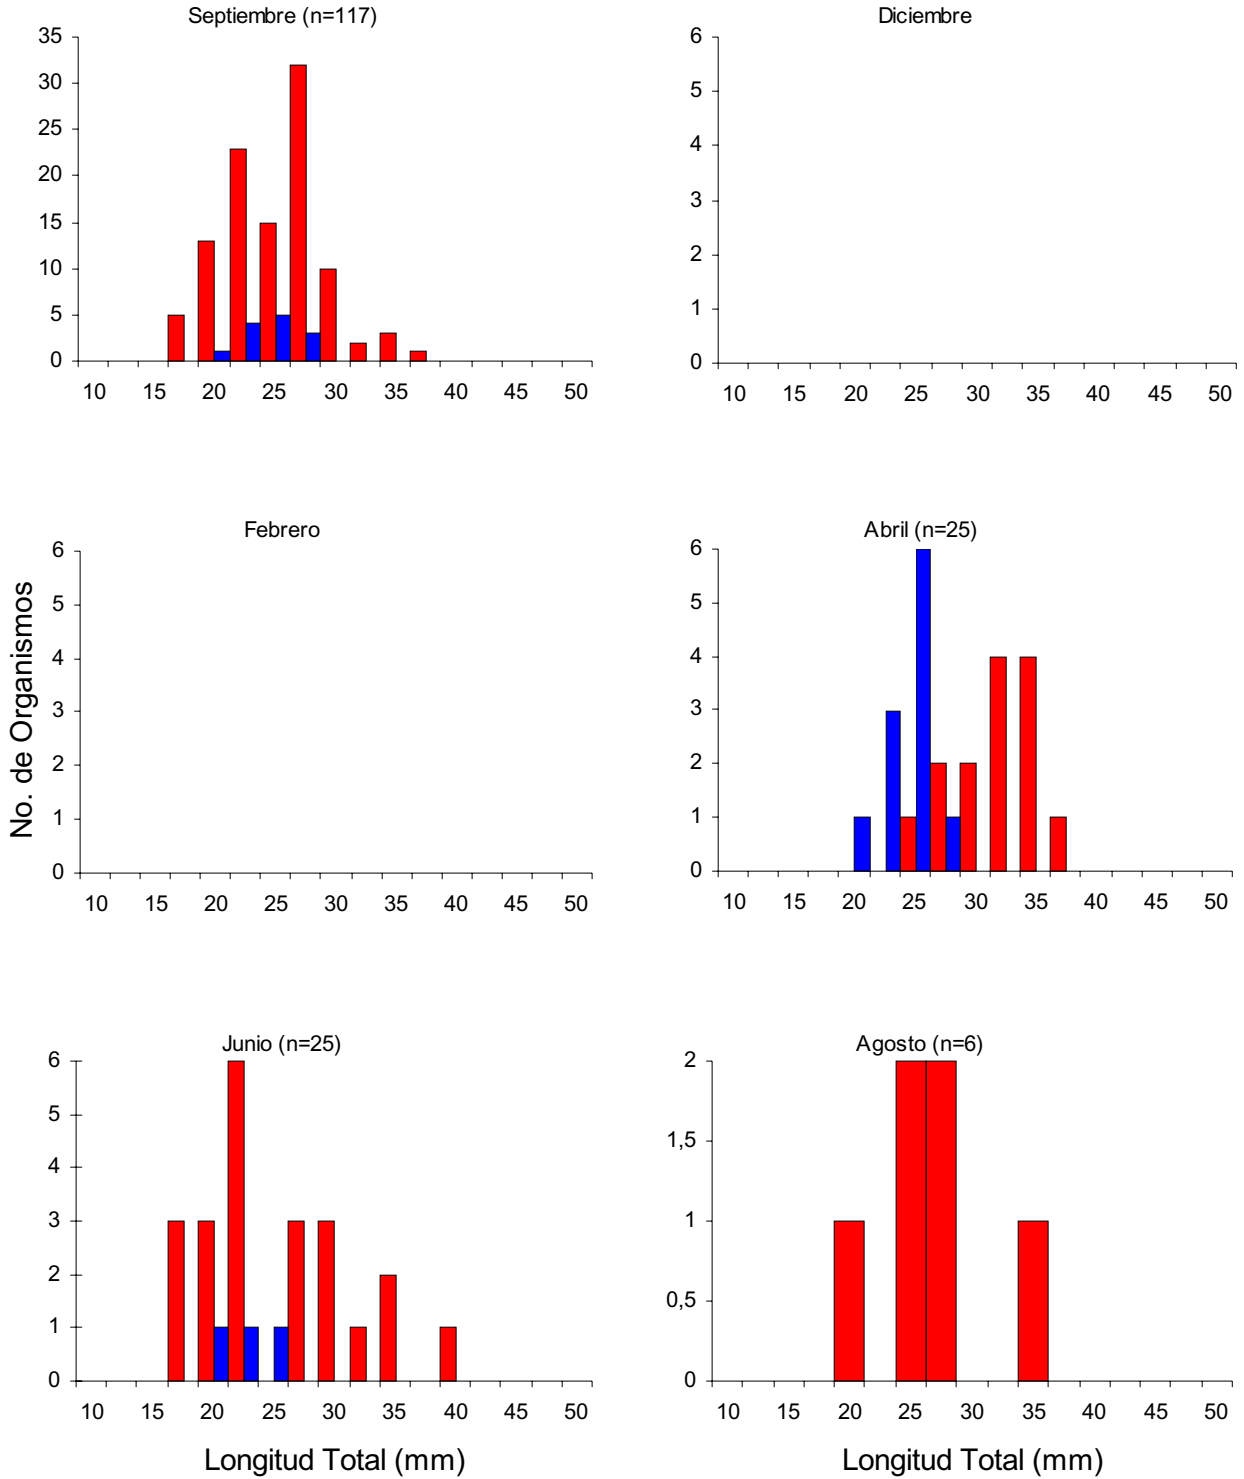 Septiembre (n=117)
35
30
25
20
15
10
5
0
10 15 20 25 30 35 40 45 50
Diciembre
6
5
4
3
2
1
0
10 15 20 25 30 35 40 45 50
No. de Organismos
Febrero
6
5
4
3
2
1
0
10 15 20 25 30 35 40 45 50
Abril (n=25)
6
5
4
3
2
1
0
10 15 20 25 30 35 40 45 50
Junio (n=25)
6
5
4
3
2
1
0
10 15 20 25 30 35 40 45 50
Longitud Total (mm)
Agosto (n=6)
2
1,5
1
0,5
0
10 15 20 25 30 35 40 45 50
Longitud Total (mm)